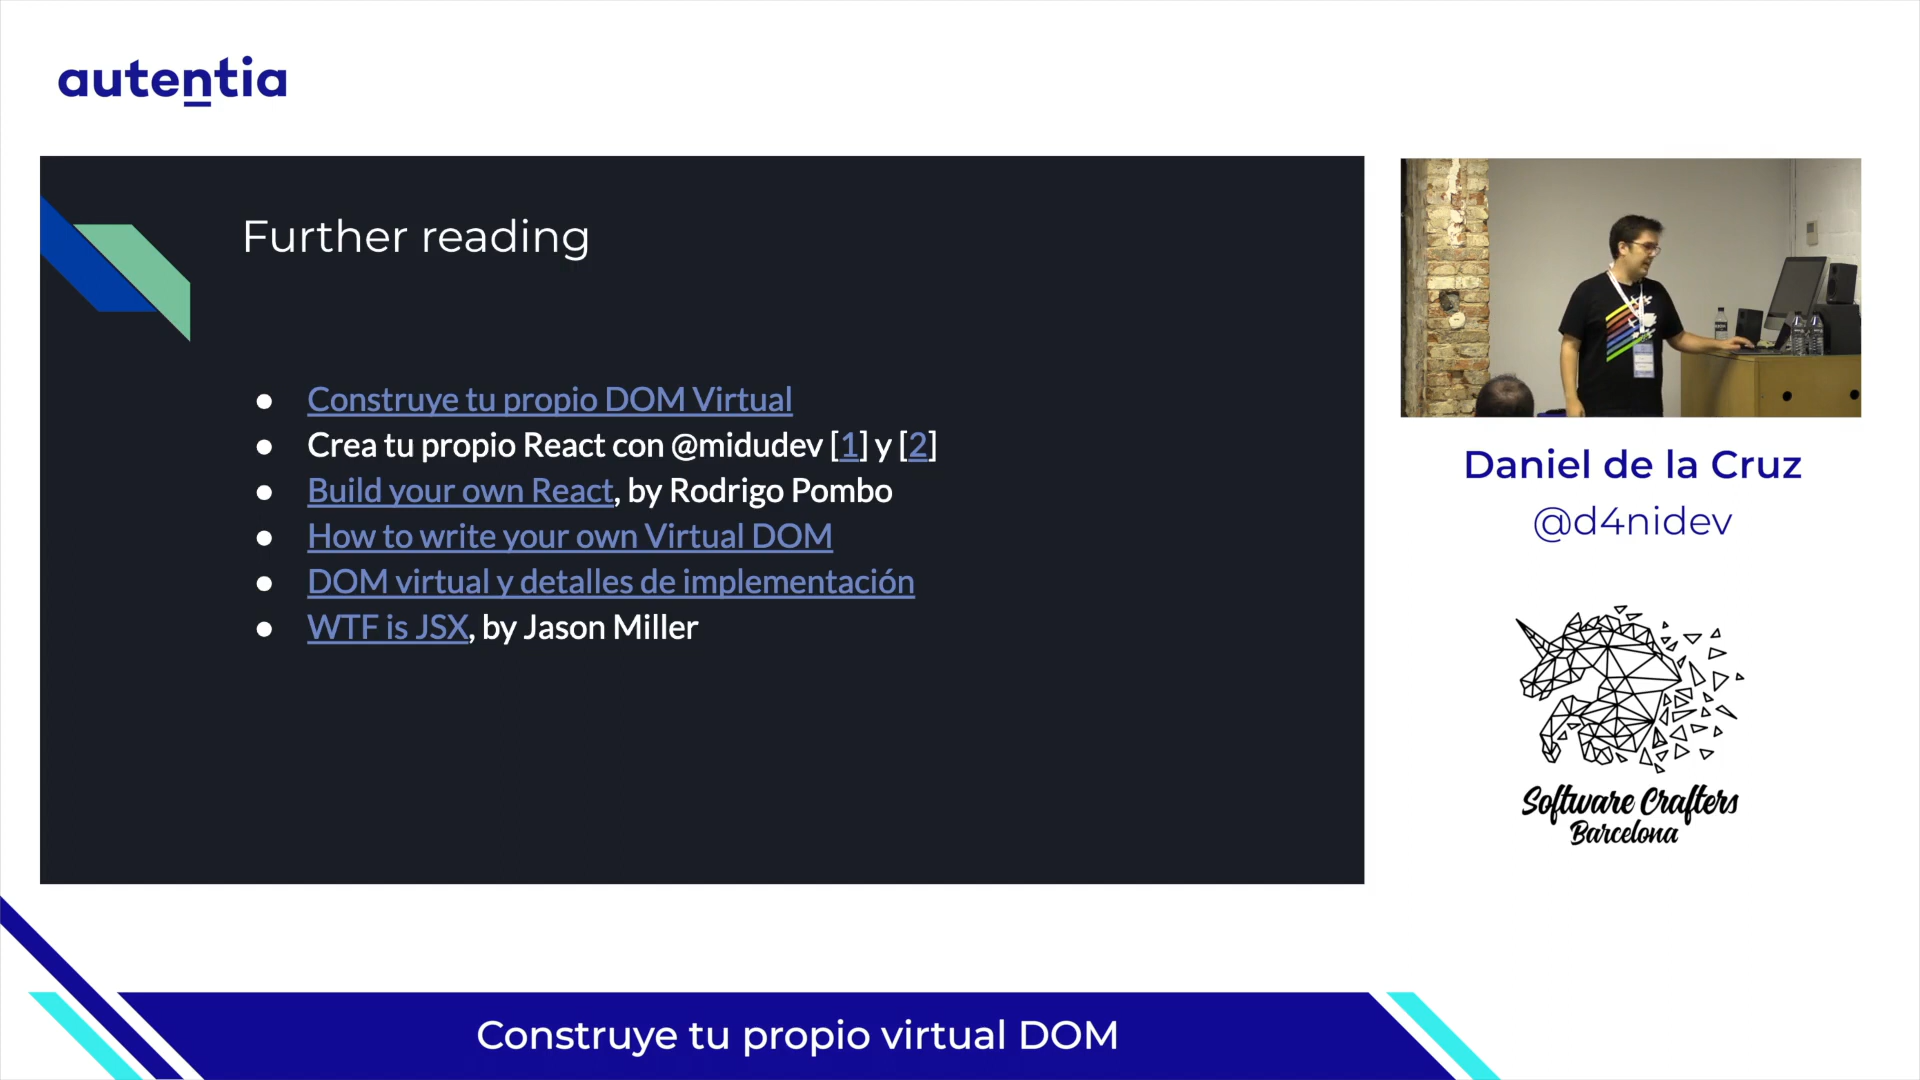 autentia
Further reading
Construye tu propio DOM Virtual
Crea tu propio React con @midudev [1] y [2]
Build your own React, by Rodrigo Pombo
How to write your own Virtual DOM
DOM virtual y detalles de implementación
WTF is JSX, by Jason Miller
Daniel de la Cruz
@d4nidev
Software Crafters
Barcelona
Construye tu propio virtual DOM